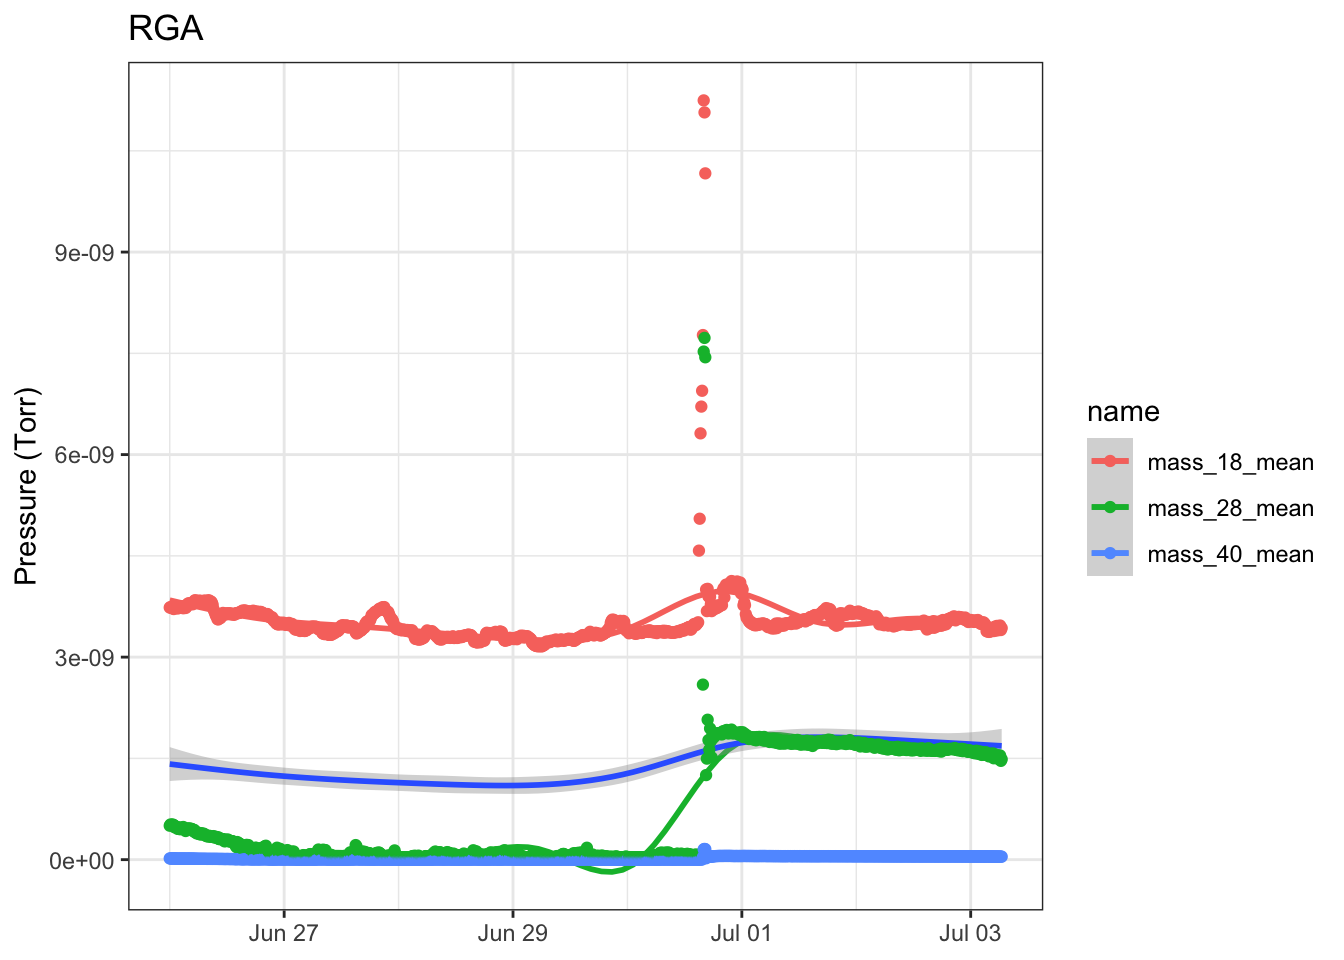 RGA
Pressure (Torr)
9e-09
6e-09
3e-09
0e+00
Jun 27
Jun 29
Jul 01
Jul 03
name
mass_18_mean
mass_28_mean
mass_40_mean